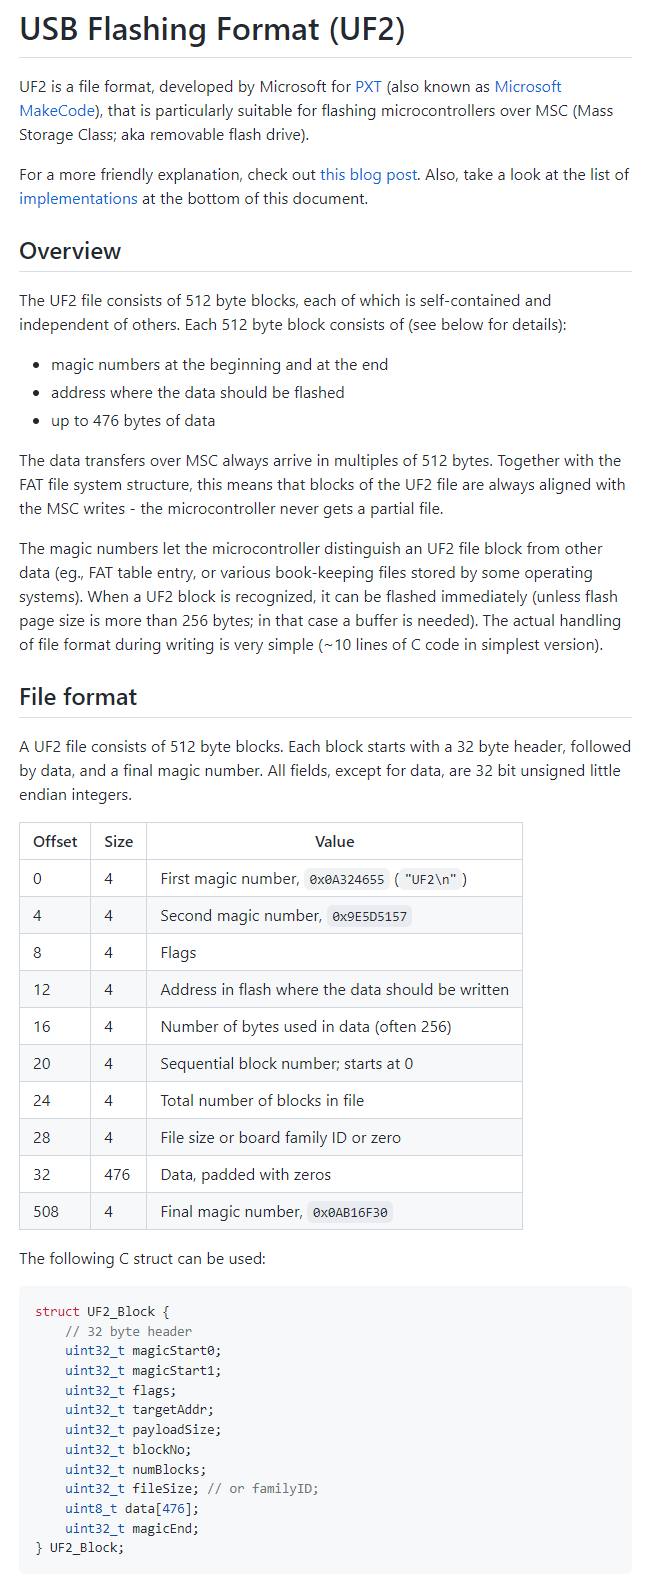 USB Flashing Format (UF2)
UF2 is a file format, developed by Microsoft for PXT (also known as Microsoft
MakeCode), that is particularly suitable for flashing microcontrollers over MSC (Mass
Storage Class; aka removable flash drive).
For a more friendly explanation, check out this blog post. Also, take a look at the list of
implementations at the bottom of this document.
Overview
The UF2 file consists of 512 byte blocks, each of which is self-contained and
independent of others. Each 512 byte block consists of (see below for details):
• magic numbers at the beginning and at the end
• address where the data should be flashed
• up to 476 bytes of data
The data transfers over MSC always arrive in multiples of 512 bytes. Together with the
FAT file system structure, this means that blocks of the UF2 file are always aligned with
the MSC writes - the microcontroller never gets a partial file.
The magic numbers let the microcontroller distinguish an UF2 file block from other
data (eg., FAT table entry, or various book-keeping files stored by some operating
systems). When a UF2 block is recognized, it can be flashed immediately (unless flash
page size is more than 256 bytes; in that case a buffer is needed). The actual handling
of file format during writing is very simple (~10 lines of C code in simplest version).
File format
A UF2 file consists of 512 byte blocks. Each block starts with a 32 byte header, followed
by data, and a final magic number. All fields, except for data, are 32 bit unsigned little
endian integers.
Offset Size Value
0 4 First magic number, 0x0A324655 ("UF2\n")
4 4 Second magic number, 0x9E5D5157
8 4 Flags
12 4 Address in flash where the data should be written
16 4 Number of bytes used in data (often 256)
20 4 Sequential block number; starts at 0
24 4 Total number of blocks in file
28 4 File size or board family ID or zero
32 476 Data, padded with zeros
508 4 Final magic number, 0x0AB16F30
The following C struct can be used:
struct UF2_Block {
    // 32 byte header
    uint32_t magicStart0;
    uint32_t magicStart1;
    uint32_t flags;
    uint32_t targetAddr;
    uint32_t payloadSize;
    uint32_t blockNo;
    uint32_t numBlocks;
    uint32_t fileSize; // or familyID;
    uint8_t data[476];
    uint32_t magicEnd;
} UF2_Block;